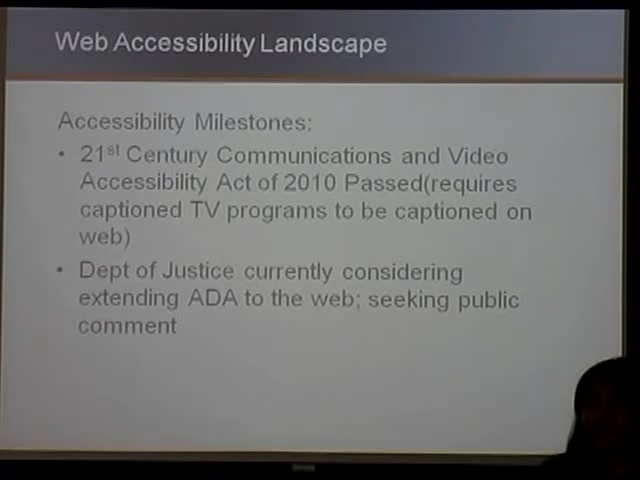 Web Accessibility Landscape
Accessibility Milestones:
• 21st Century Communications and Video
Accessibility Act of 2010 Passed(requires
captioned TV programs to be captioned on
web)
• Dept of Justice currently considering
extending ADA to the web; seeking public
comment